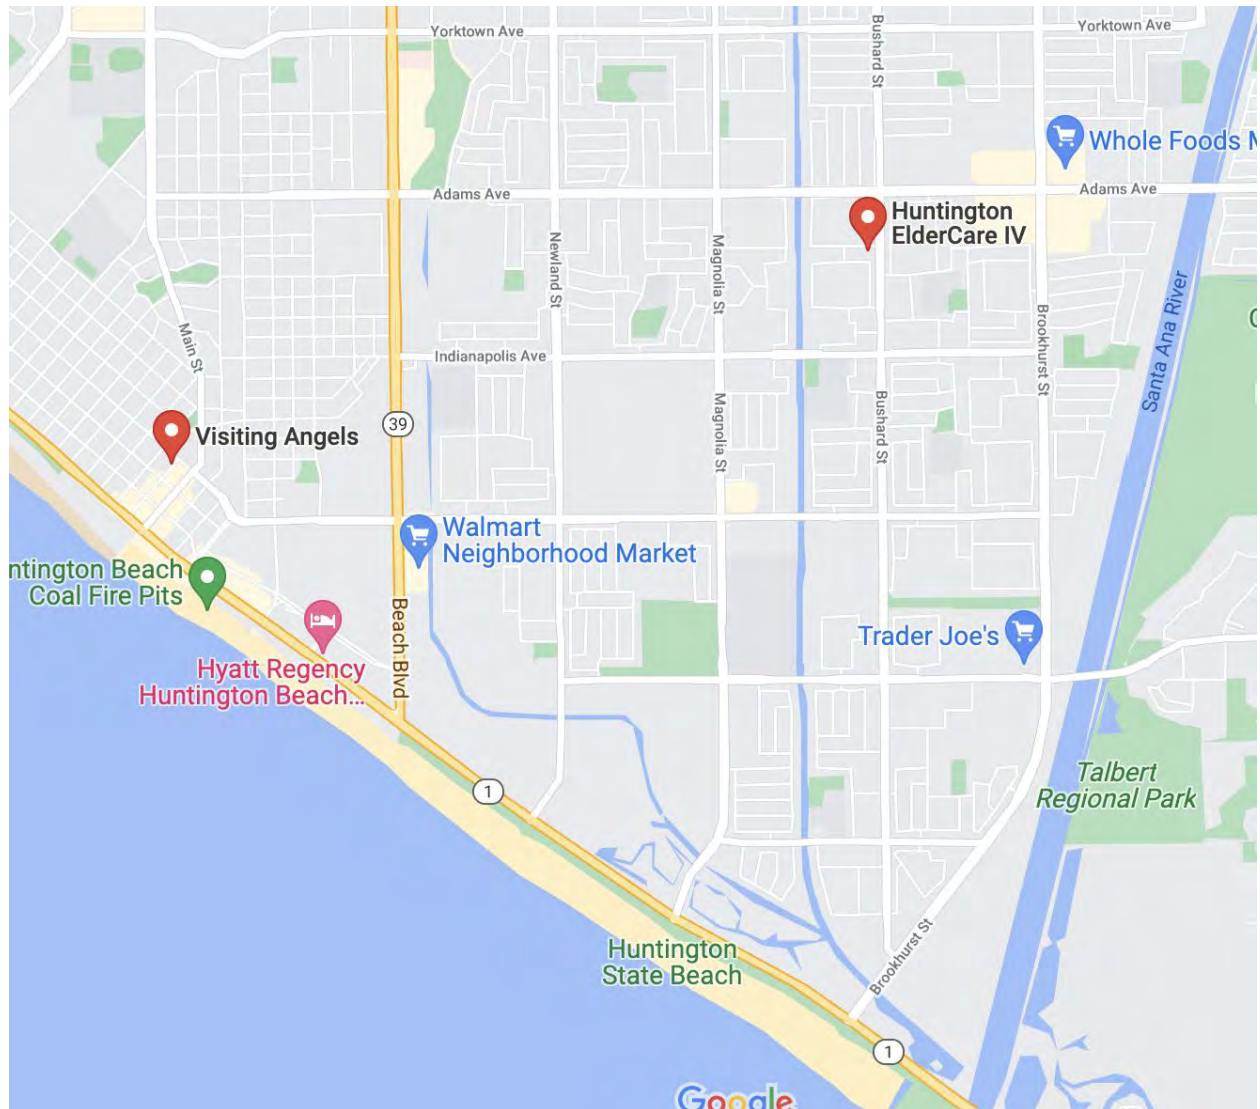 Yorktown Ave
Bushard St
Yorktown Ave
Whole Foods M
Adams Ave
Adams Ave
Huntington
ElderCare IV
Newland St
Magnolia St
Santa Ana River
Brookhurst St
Main St
Indianapolis Ave
Magnolia St
Bushard St
39
Visiting Angels
Walmart
Neighborhood Market
ntington Beach
Coal Fire Pits
Beach Blvd
Trader Joe's
Hyatt Regency
Huntington Beach...
1
Talbert
Regional Park
Huntington
State Beach
Brookhurst St
1
Google